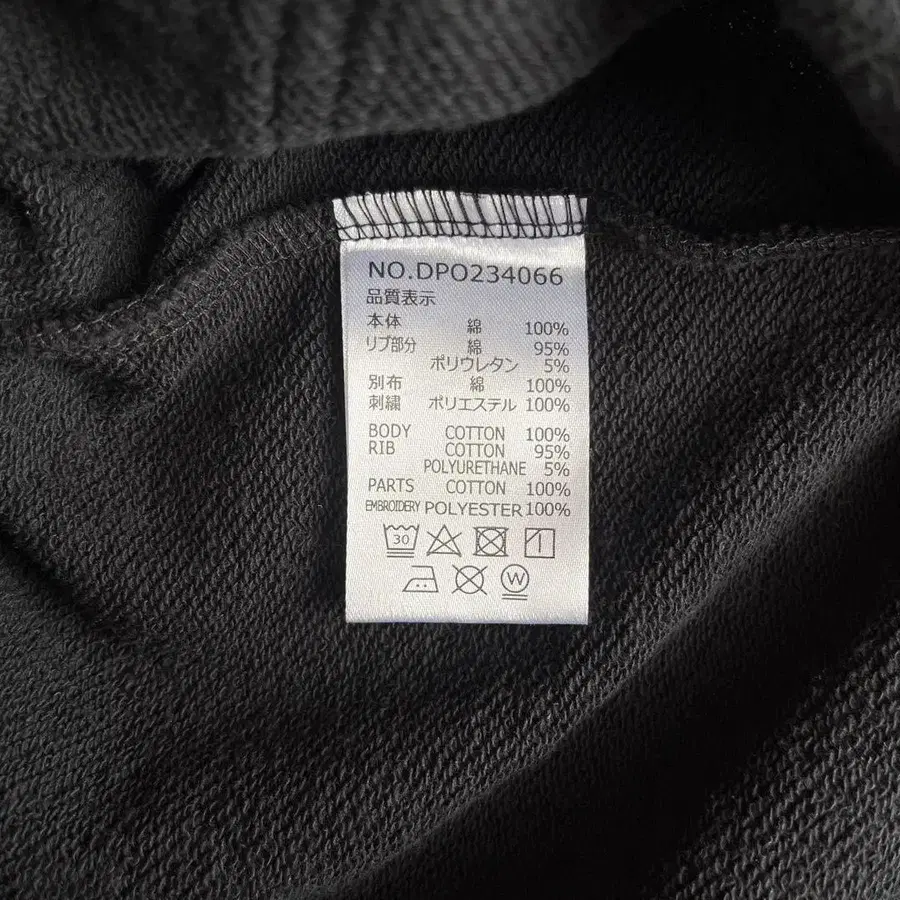 NO.DPO234066
品質表示
本体 綿 100%
リブ部分 綿 95%
ポリウレタン 5%
別布 綿 100%
刺繍 ポリエステル 100%
BODY COTTON 100%
RIB COTTON 95%
POLYURETHANE 5%
PARTS COTTON 100%
EMBROIDERY POLYESTER 100%
30
W